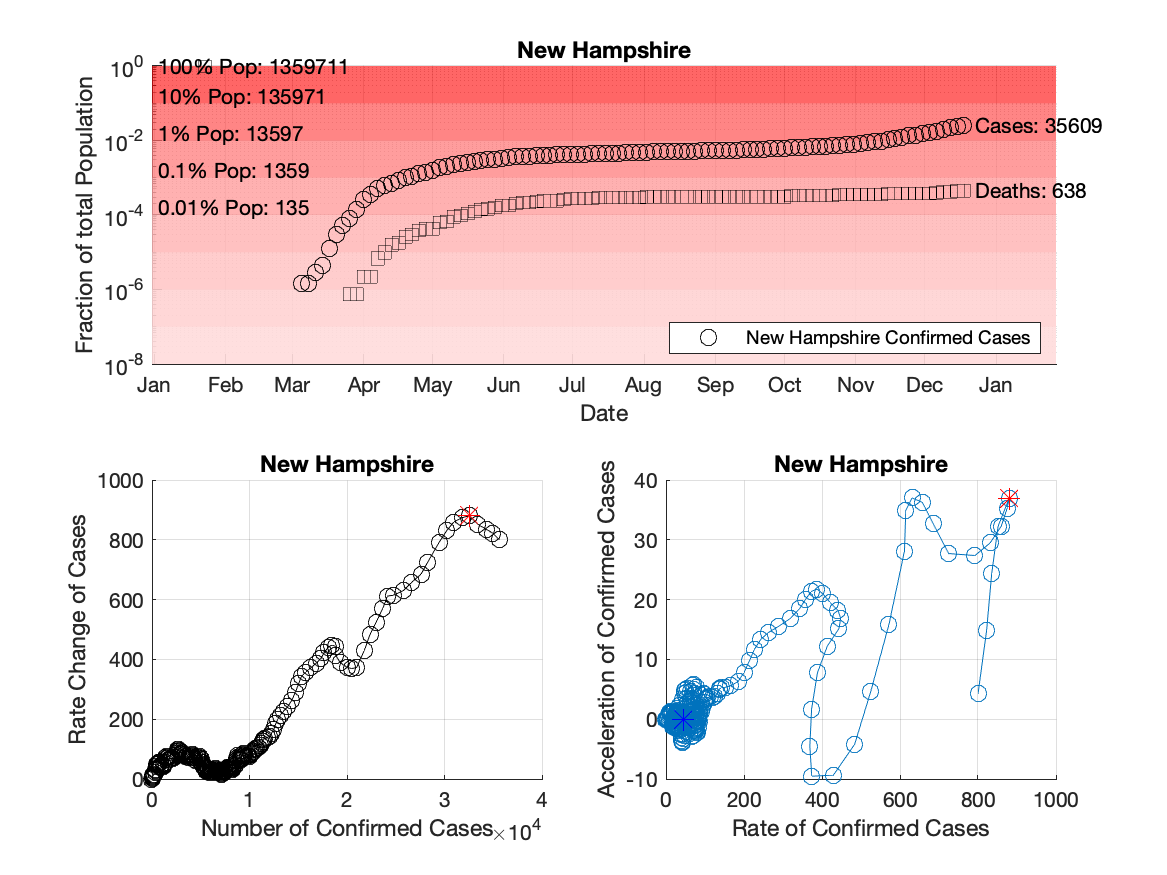 New Hampshire
Fraction of total Population
10^0
10^-2
10^-4
10^-6
10^-8
100% Pop: 1359711
10% Pop: 135971
1% Pop: 13597
0.1% Pop: 1359
0.01% Pop: 135
Cases: 35609
Deaths: 638
New Hampshire Confirmed Cases
Jan Feb Mar Apr May Jun Jul Aug Sep Oct Nov Dec Jan
Date
New Hampshire
Rate Change of Cases
1000
800
600
400
200
0
0 1 2 3 4
Number of Confirmed Cases ×10^4
New Hampshire
Acceleration of Confirmed Cases
40
30
20
10
0
-10
0 200 400 600 800 1000
Rate of Confirmed Cases